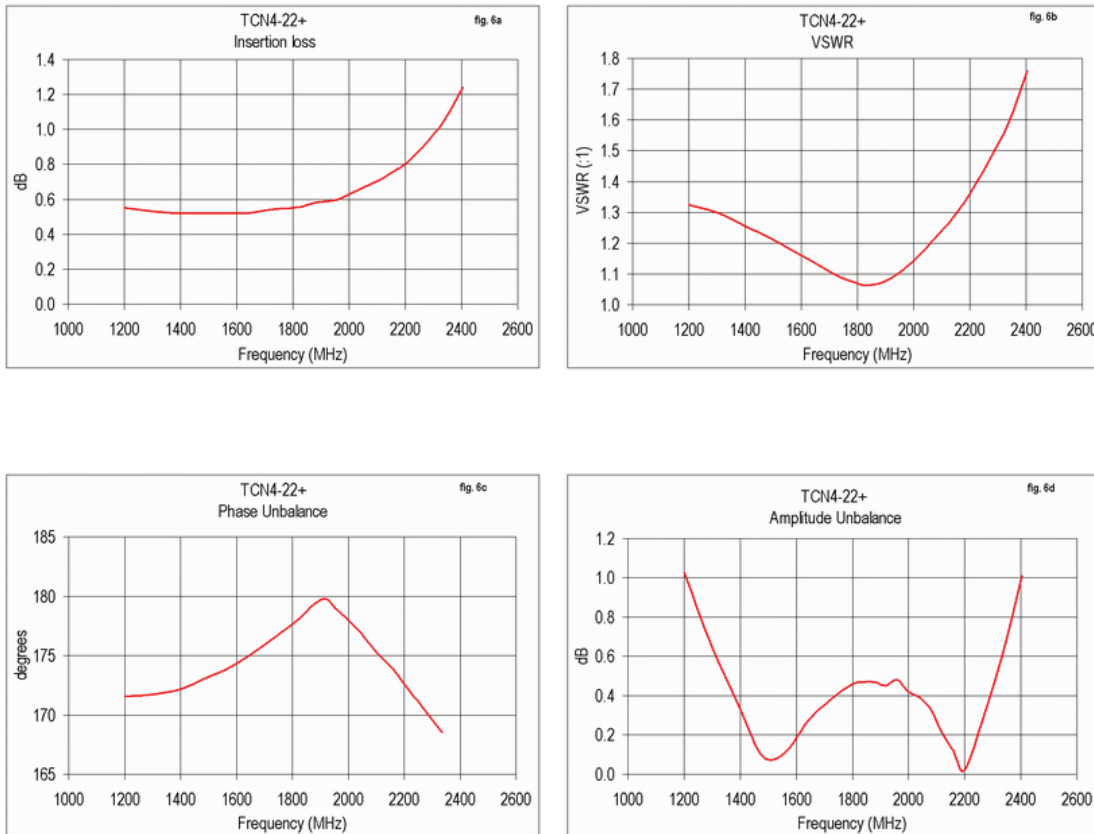 TCN4-22+
Insertion loss
fig. 6a
1.4
1.2
1.0
0.8
0.6
0.4
0.2
0.0
dB
1000 1200 1400 1600 1800 2000 2200 2400 2600
Frequency (MHz)
TCN4-22+
VSWR
fig. 6b
1.8
1.7
1.6
1.5
1.4
1.3
1.2
1.1
1.0
VSWR (:1)
1000 1200 1400 1600 1800 2000 2200 2400 2600
Frequency (MHz)
TCN4-22+
Phase Unbalance
fig. 6c
185
180
175
170
165
degrees
1000 1200 1400 1600 1800 2000 2200 2400 2600
Frequency (MHz)
TCN4-22+
Amplitude Unbalance
fig. 6d
1.2
1.0
0.8
0.6
0.4
0.2
0.0
dB
1000 1200 1400 1600 1800 2000 2200 2400 2600
Frequency (MHz)